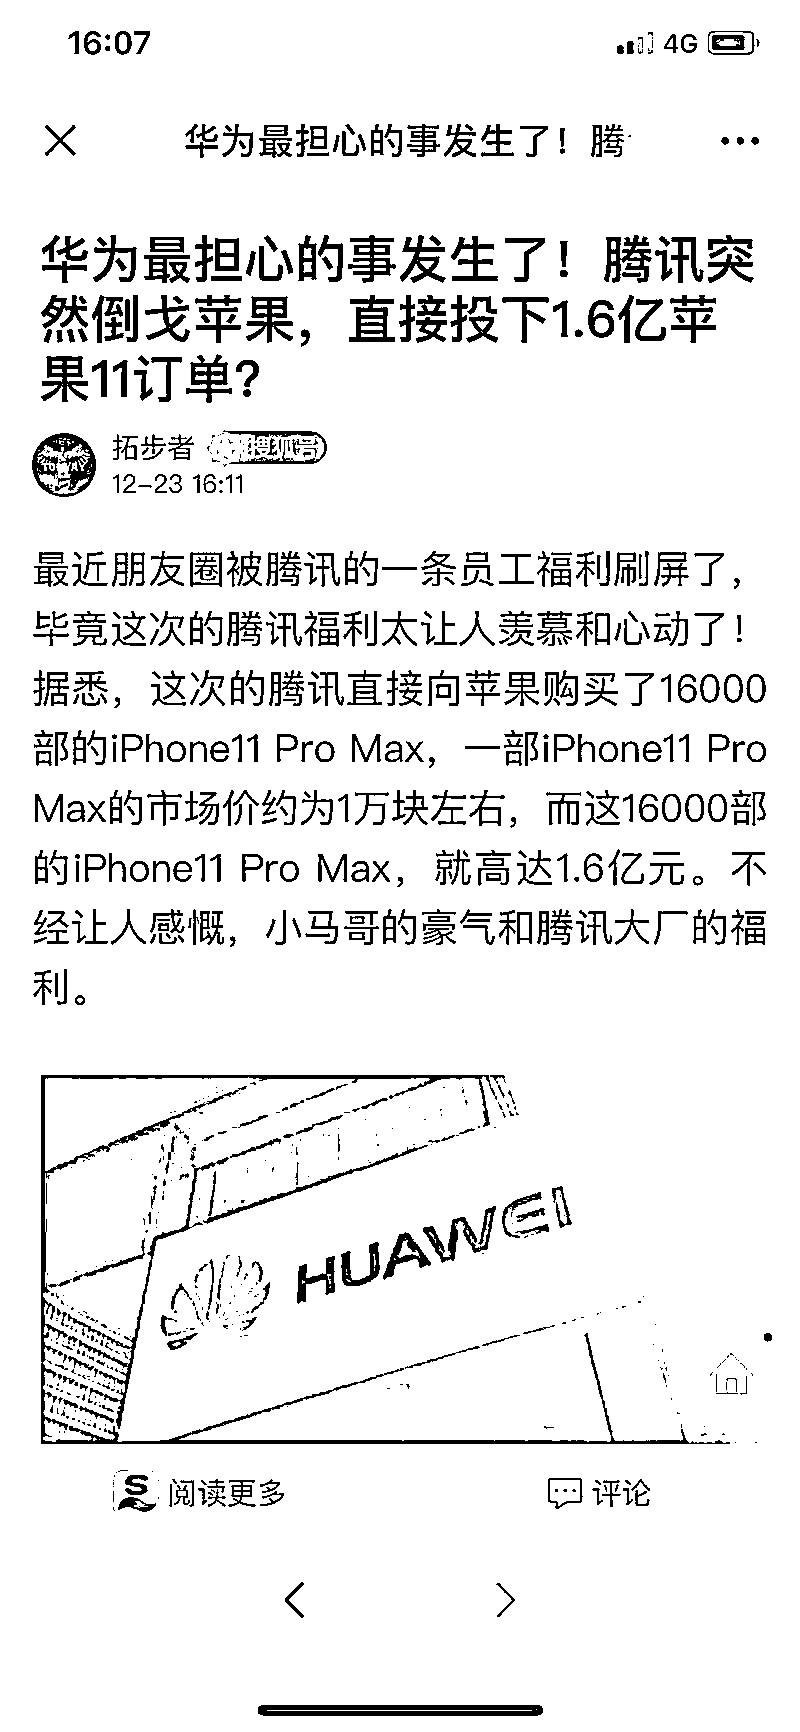 16:07
4G
华为最担心的事发生了！腾
华为最担心的事发生了！腾讯突
然倒戈苹果，直接投下1.6亿苹
果11订单？
拓步者
搜狐号
12-23 16:11
最近朋友圈被腾讯的一条员工福利刷屏了，
毕竟这次的腾讯福利太让人羡慕和心动了！
据悉，这次的腾讯直接向苹果购买了16000
部的iPhone11 Pro Max，一部iPhone11 Pro
Max的市场价约为1万块左右，而这16000部
的iPhone11 Pro Max，就高达1.6亿元。不
经让人感慨，小马哥的豪气和腾讯大厂的福
利。
HUAWEI
S 阅读更多
评论